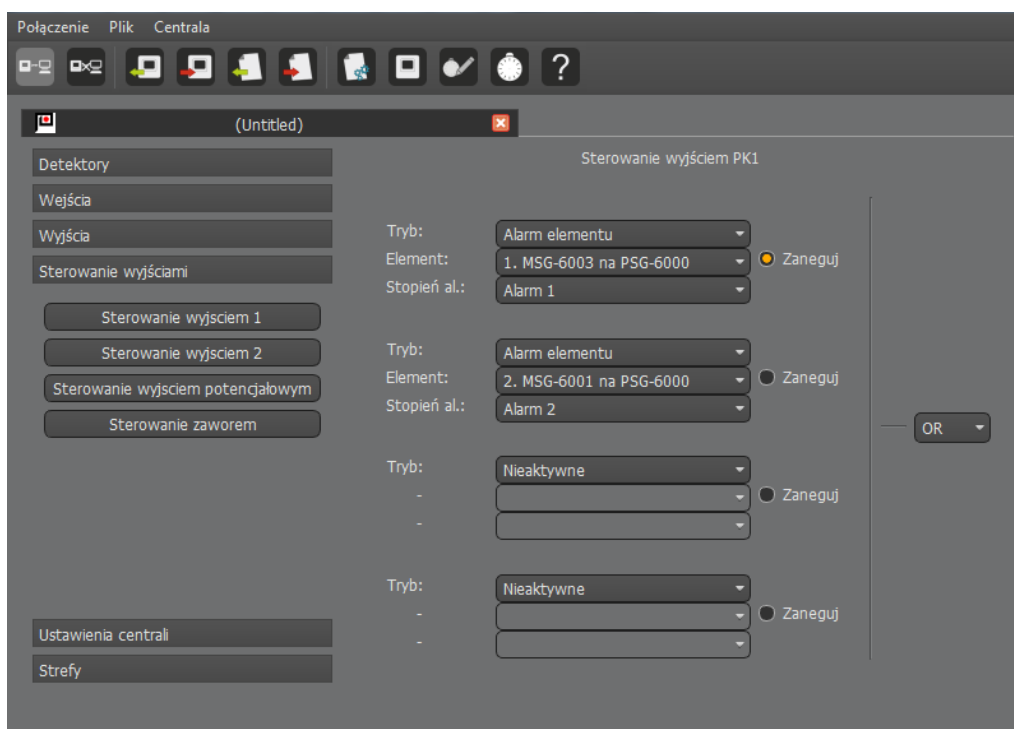 Połączenie Plik Centrala
?
(Untitled)
Sterowanie wyjściem PK1
Detektory
Wejścia
Wyjścia
Sterowanie wyjściami
Sterowanie wyjsciem 1
Sterowanie wyjsciem 2
Sterowanie wyjsciem potencjałowym
Sterowanie zaworem
Ustawienia centrali
Strefy
Tryb: Alarm elementu
Element: 1. MSG-6003 na PSG-6000 Zaneguj
Stopień al.: Alarm 1
Tryb: Alarm elementu
Element: 2. MSG-6001 na PSG-6000 Zaneguj
Stopień al.: Alarm 2
Tryb: Nieaktywne
- Zaneguj
-
Tryb: Nieaktywne
- Zaneguj
-
OR